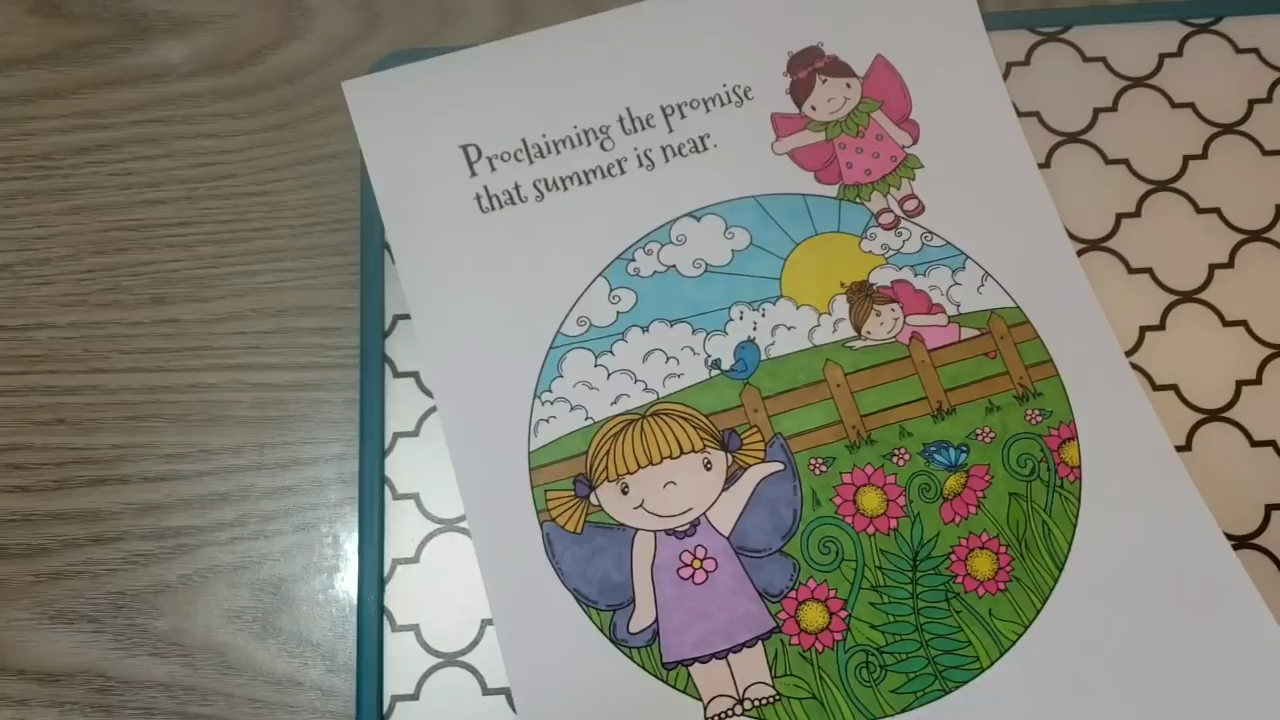 Proclaiming the promise
that summer is near.